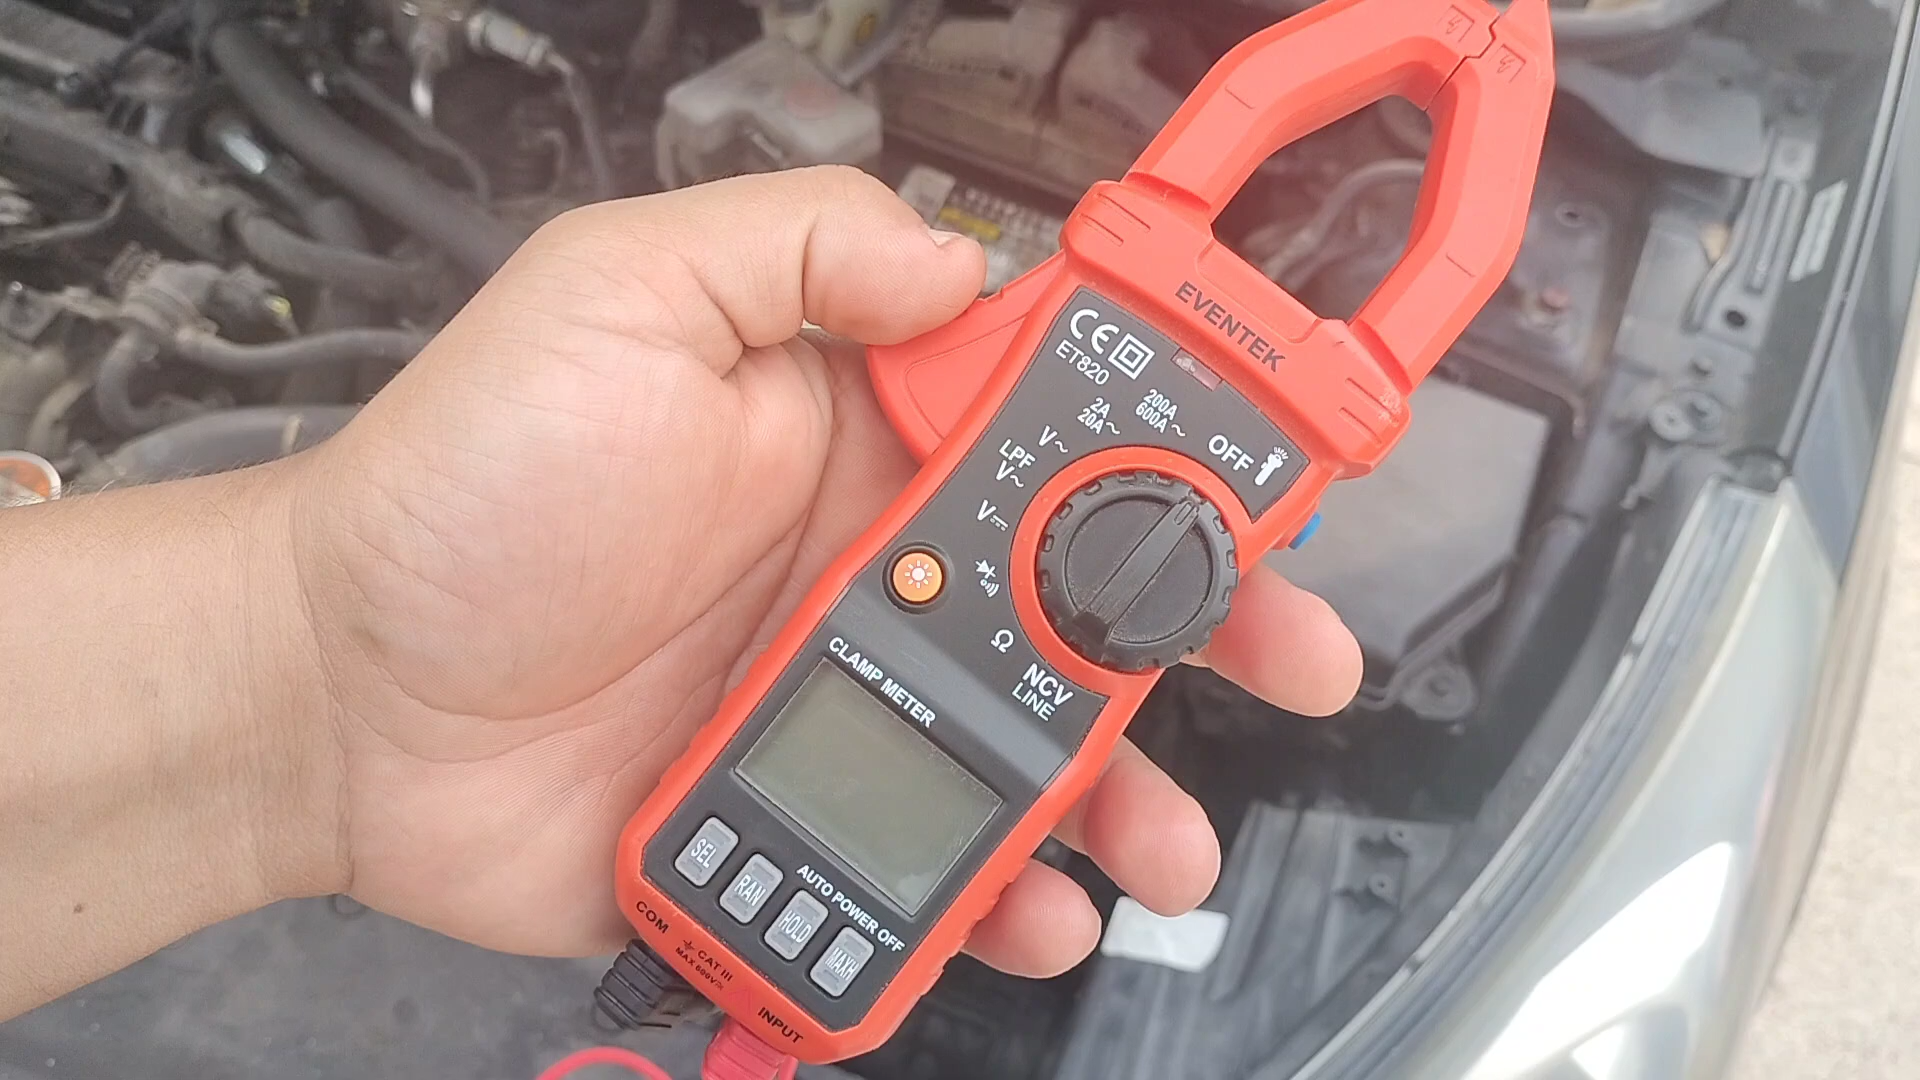 EVENTEK
CE
ET820
200A
600A~
2A
20A~
OFF
V~
LPF
V~
V⎓
Ω
NCV
LINE
CLAMP METER
SEL
RAN
HOLD
MAXH
AUTO POWER OFF
COM
CAT III
MAX 600V
INPUT